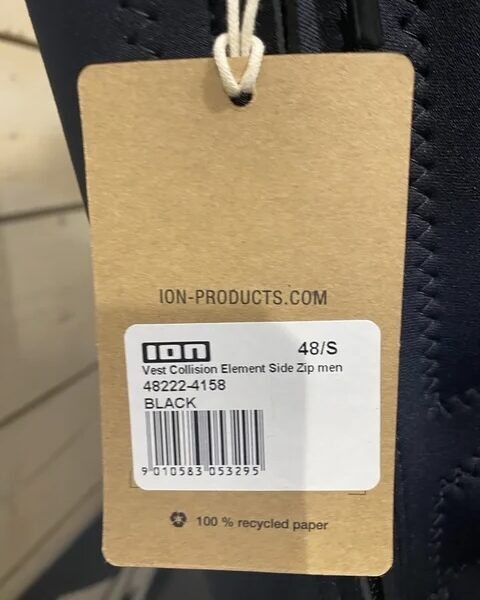 ION-PRODUCTS.COM
ION 48/S
Vest Collision Element Side Zip men
48222-4158
BLACK
9 010583 053295
100 % recycled paper